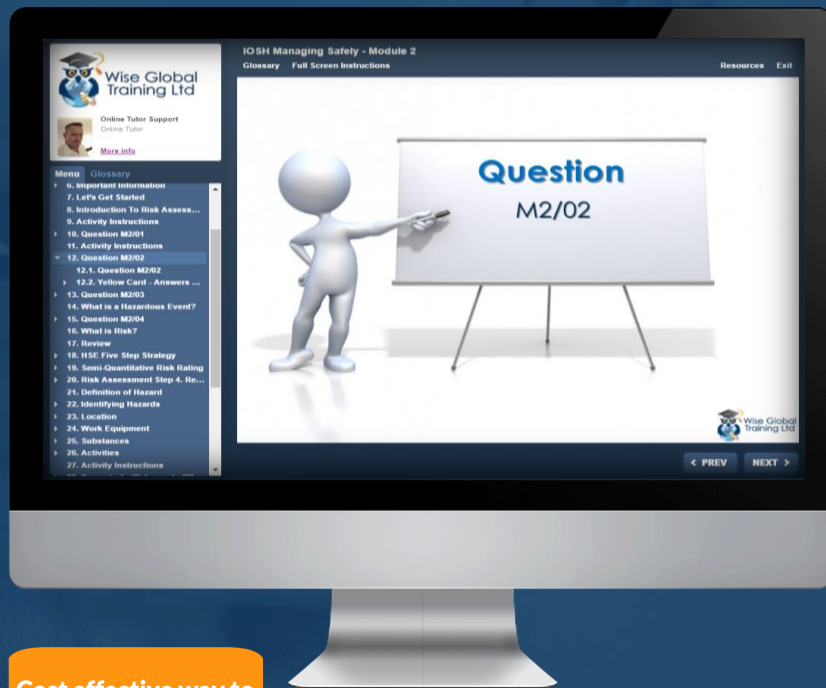 IOSH Managing Safely - Module 2
Glossary Full Screen Instructions Resources Exit
Wise Global
Training Ltd
Online Tutor Support
Online Tutor
More info
Menu Glossary
6. Important Information
7. Let's Get Started
8. Introduction To Risk Assess...
9. Activity Instructions
10. Question M2/01
11. Activity Instructions
12. Question M2/02
12.1. Question M2/02
12.2. Yellow Card - Answers ...
13. Question M2/03
14. What is a Hazardous Event?
15. Question M2/04
16. What is Risk?
17. Review
18. HSE Five Step Strategy
19. Semi-Quantitative Risk Rating
20. Risk Assessment Step 4. Re...
21. Definition of Hazard
22. Identifying Hazards
23. Location
24. Work Equipment
25. Substances
26. Activities
27. Activity Instructions
Question
M2/02
Wise Global
Training Ltd
< PREV NEXT >
Cost effective way to